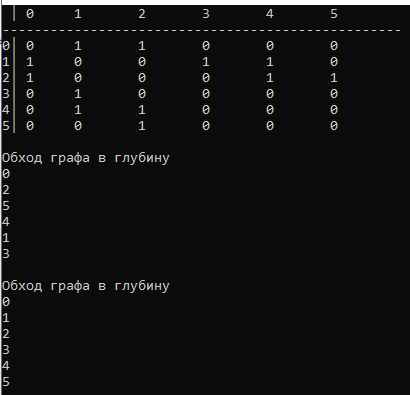 | 0 1 2 3 4 5
--------------------------------------------------
0| 0 1 1 0 0 0
1| 1 0 0 1 1 0
2| 1 0 0 0 1 1
3| 0 1 0 0 0 0
4| 0 1 1 0 0 0
5| 0 0 1 0 0 0
Обход графа в глубину
0
2
5
4
1
3
Обход графа в глубину
0
1
2
3
4
5